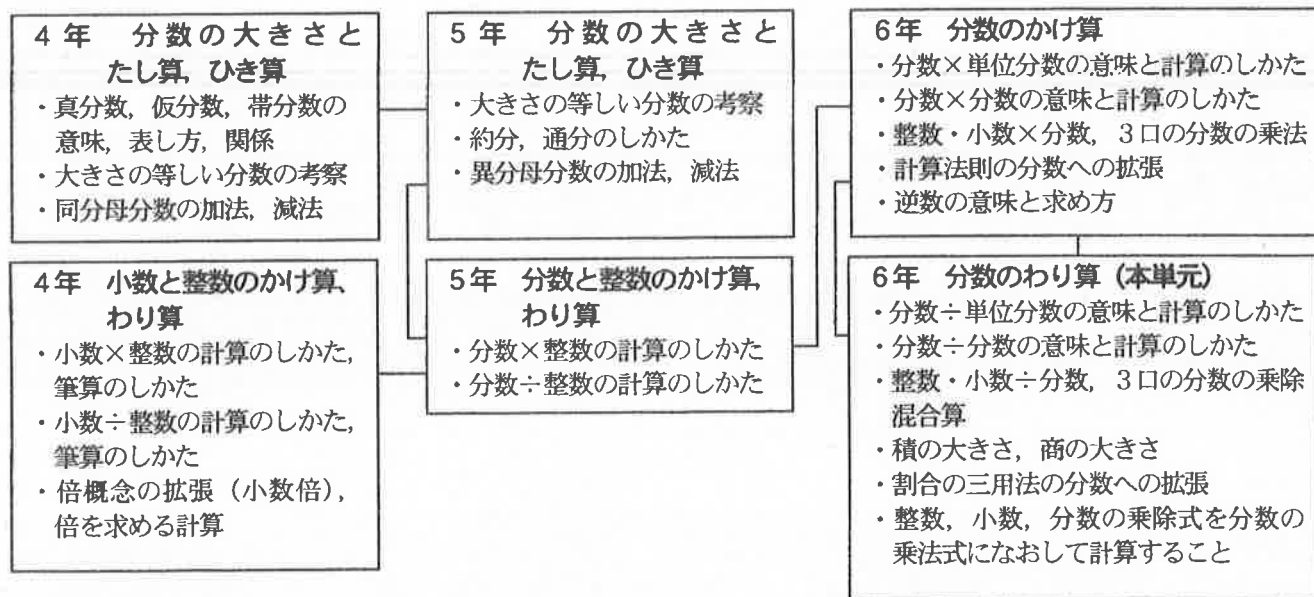 4年 分数の大きさと
たし算，ひき算
・真分数，仮分数，帯分数の
意味，表し方，関係
・大きさの等しい分数の考察
・同分母分数の加法，減法
5年 分数の大きさと
たし算，ひき算
・大きさの等しい分数の考察
・約分，通分のしかた
・異分母分数の加法，減法
6年 分数のかけ算
・分数×単位分数の意味と計算のしかた
・分数×分数の意味と計算のしかた
・整数・小数×分数，3口の分数の乗法
・計算法則の分数への拡張
・逆数の意味と求め方
4年 小数と整数のかけ算、
わり算
・小数×整数の計算のしかた，
筆算のしかた
・小数÷整数の計算のしかた，
筆算のしかた
・倍概念の拡張（小数倍），
倍を求める計算
5年 分数と整数のかけ算，
わり算
・分数×整数の計算のしかた
・分数÷整数の計算のしかた
6年 分数のわり算（本単元）
・分数÷単位分数の意味と計算のしかた
・分数÷分数の意味と計算のしかた
・整数・小数÷分数，3口の分数の乗除
混合算
・積の大きさ，商の大きさ
・割合の三用法の分数への拡張
・整数，小数，分数の乗除式を分数の
乗法式になおして計算すること